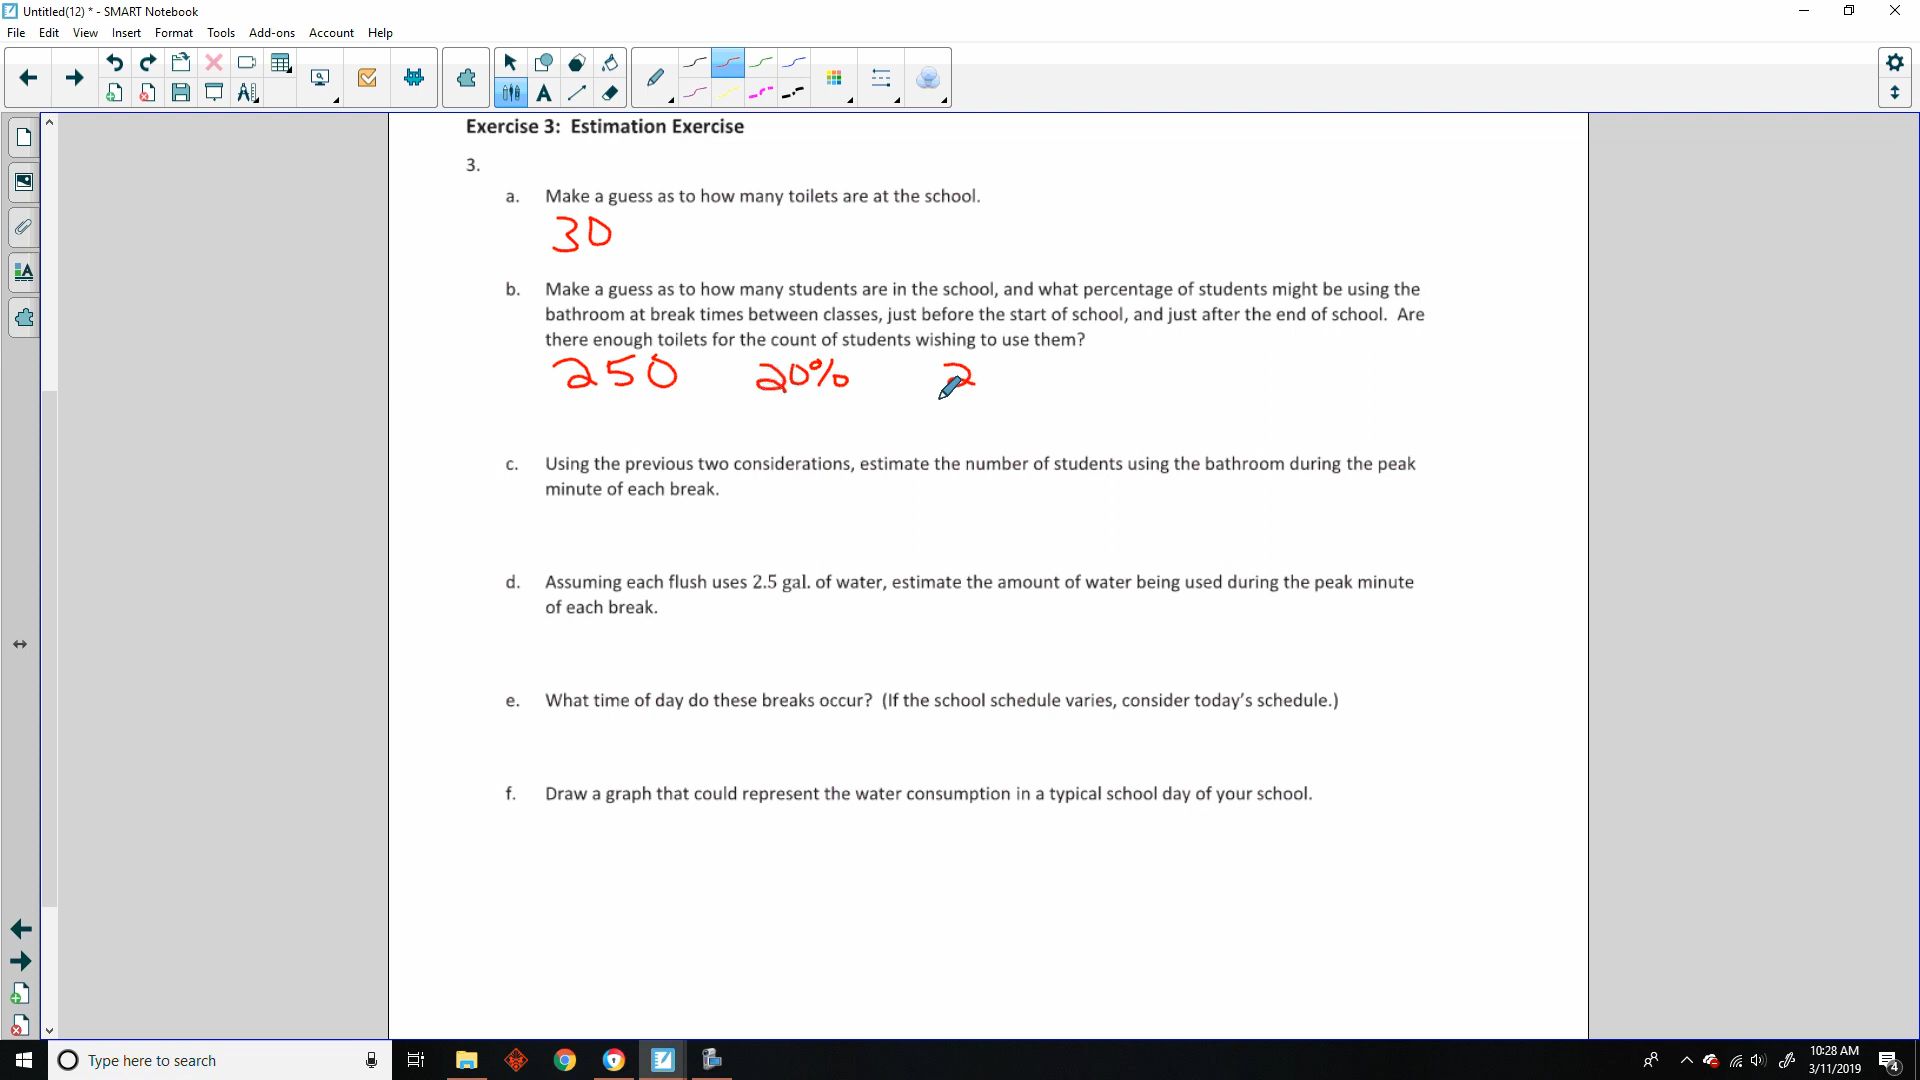 Untitled(12) * - SMART Notebook
File Edit View Insert Format Tools Add-ons Account Help
Exercise 3: Estimation Exercise
3.
a. Make a guess as to how many toilets are at the school.
30
b. Make a guess as to how many students are in the school, and what percentage of students might be using the
bathroom at break times between classes, just before the start of school, and just after the end of school. Are
there enough toilets for the count of students wishing to use them?
250 20% 2
c. Using the previous two considerations, estimate the number of students using the bathroom during the peak
minute of each break.
d. Assuming each flush uses 2.5 gal. of water, estimate the amount of water being used during the peak minute
of each break.
e. What time of day do these breaks occur? (If the school schedule varies, consider today's schedule.)
f. Draw a graph that could represent the water consumption in a typical school day of your school.
Type here to search
10:28 AM
3/11/2019
4